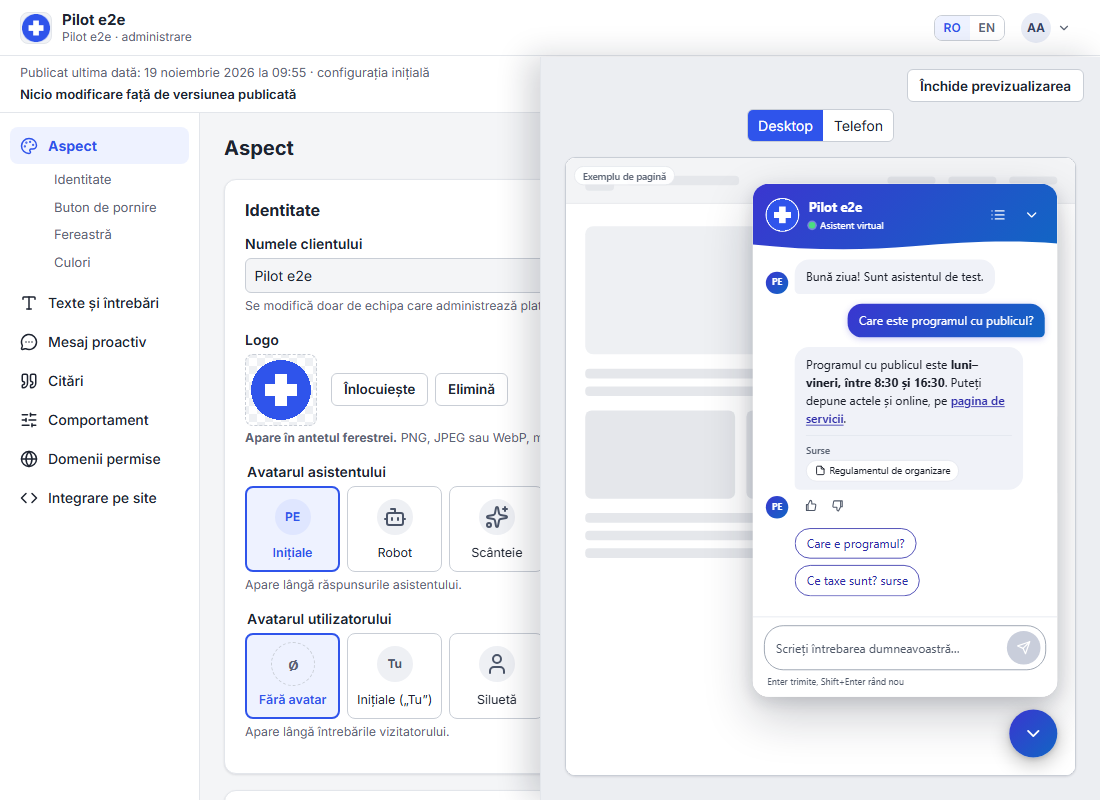 Pilot e2e
Pilot e2e · administrare
RO EN
AA
Publicat ultima dată: 19 noiembrie 2026 la 09:55 · configurația inițială
Nicio modificare față de versiunea publicată
Aspect
Identitate
Buton de pornire
Fereastră
Culori
Texte și întrebări
Mesaj proactiv
Citări
Comportament
Domenii permise
Integrare pe site
Aspect
Identitate
Numele clientului
Pilot e2e
Se modifică doar de echipa care administrează
Logo
Înlocuiește
Elimină
Apare în antetul ferestrei. PNG, JPEG sau WebP,
Avatarul asistentului
PE
Inițiale
Robot
Scânteie
Apare lângă răspunsurile asistentului.
Avatarul utilizatorului
ø
Fără avatar
Tu
Inițiale („Tu”)
Siluetă
Apare lângă întrebările vizitatorului.
Închide previzualizarea
Desktop
Telefon
Exemplu de pagină
Pilot e2e
Asistent virtual
PE
Bună ziua! Sunt asistentul de test.
Care este programul cu publicul?
Programul cu publicul este luni–
vineri, între 8:30 și 16:30. Puteți
depune actele și online, pe pagina de
servicii.
Surse
Regulamentul de organizare
PE
Care e programul?
Ce taxe sunt? surse
Scrieți întrebarea dumneavoastră...
Enter trimite, Shift+Enter rând nou